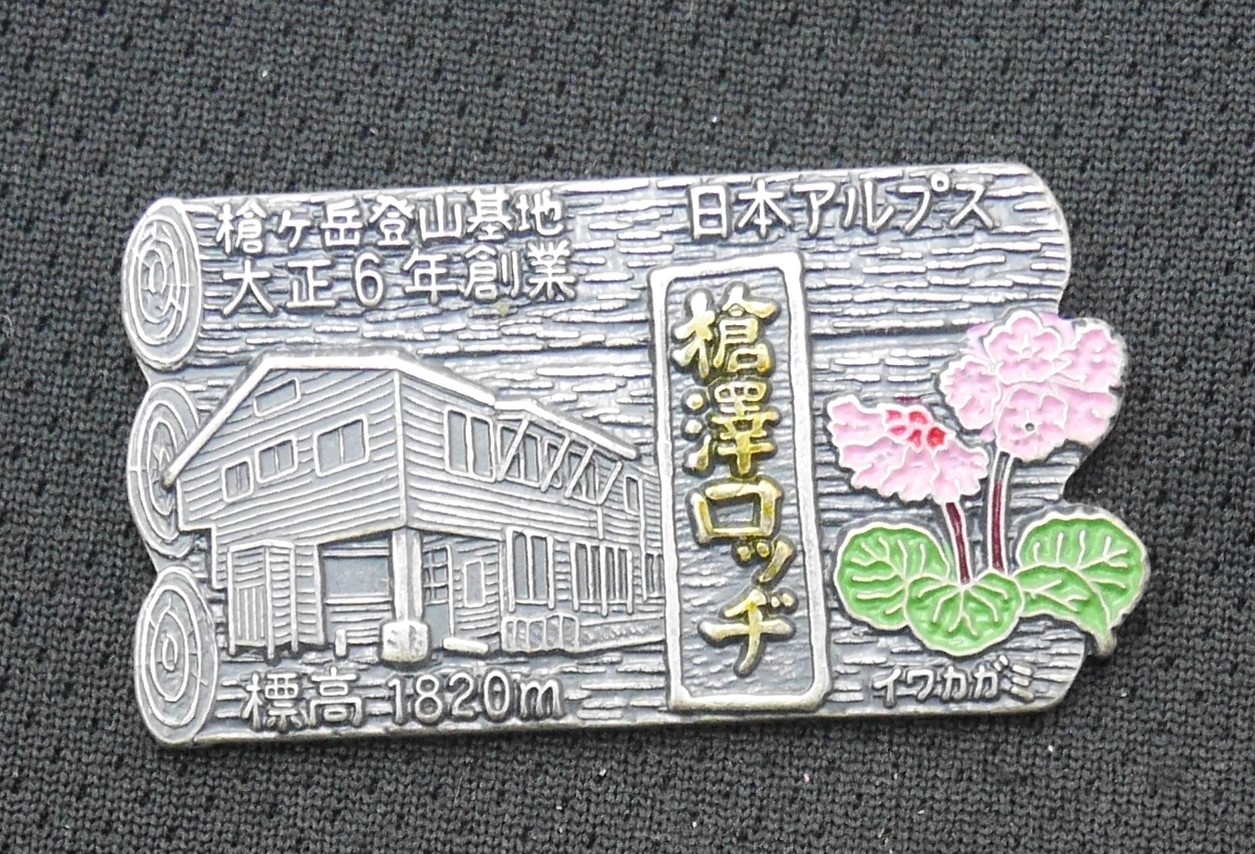 槍ヶ岳登山基地
大正6年創業
日本アルプス
槍澤ロッヂ
標高 1820m
イワカガミ